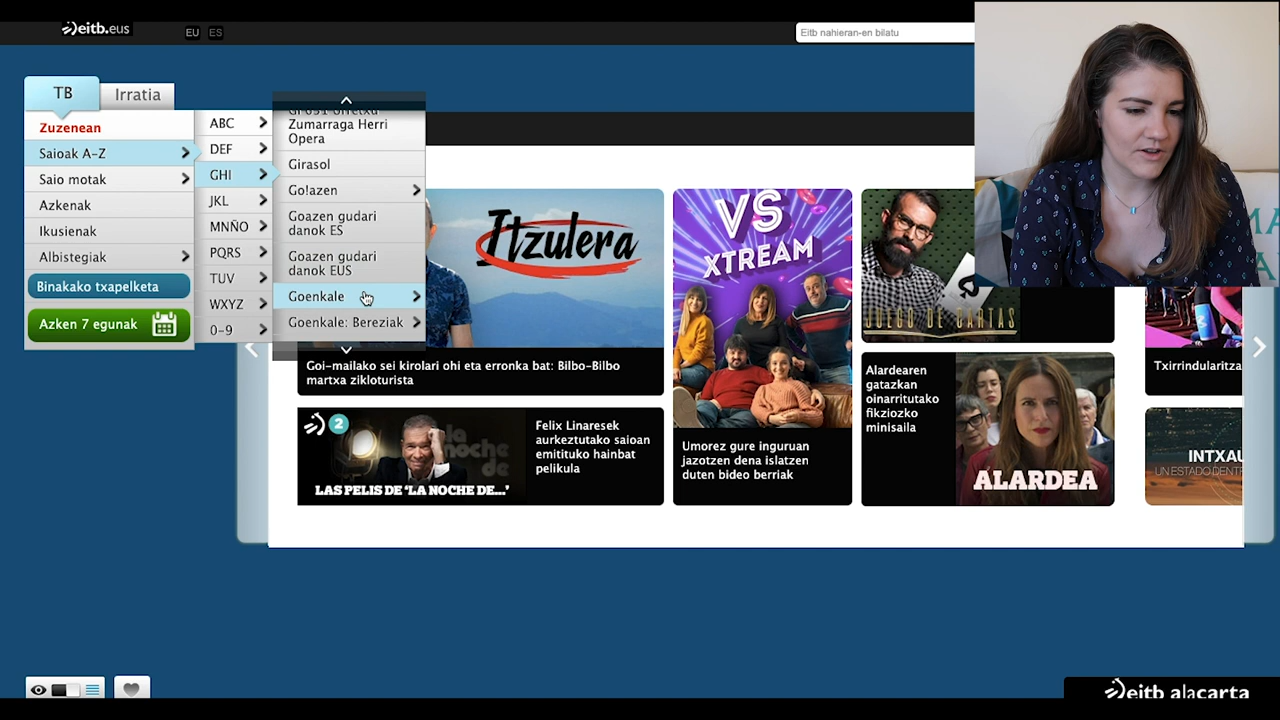 eitb.eus
EU ES
Eitb nahieran-en bilatu
TB
Irratia
Zuzenean
Saioak A-Z
Saio motak
Azkenak
Ikusienak
Albistegiak
Binakako txapelketa
Azken 7 egunak
ABC
DEF
GHI
JKL
MNÑO
PQRS
TUV
WXYZ
0-9
Zumarraga Herri
Opera
Girasol
Go!azen
Goazen gudari
danok ES
Goazen gudari
danok EUS
Goenkale
Goenkale: Bereziak
Itzulera
Goi-mailako sei kirolari ohi eta erronka bat: Bilbo-Bilbo
martxa zikloturista
2
LAS PELIS DE 'LA NOCHE DE...'
Felix Linaresek
aurkeztutako saioan
emitituko hainbat
pelikula
VS
XTREAM
Umorez gure inguruan
jazotzen dena islatzen
duten bideo berriak
JUEGO DE CARTAS
Alardearen
gatazkan
oinarritutako
fikziozko
minisaila
ALARDEA
Txirrindularitza
INTXAU
UN ESTADO DENT
eitb alacarta